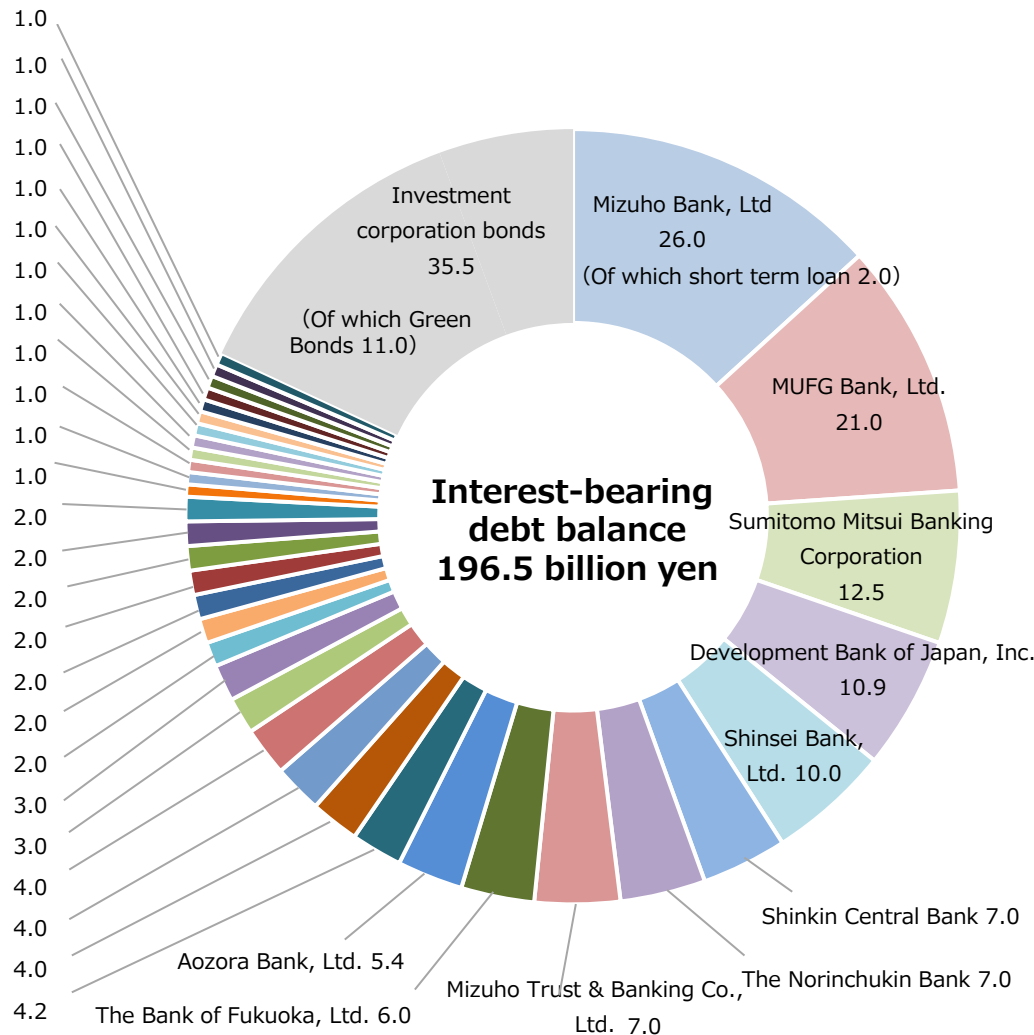 1.0
1.0
1.0
1.0
1.0
1.0
1.0
1.0
1.0
1.0
1.0
1.0
2.0
2.0
2.0
2.0
2.0
2.0
2.0
3.0
3.0
4.0
4.0
4.0
4.2
Investment
corporation bonds
35.5
（Of which Green
Bonds 11.0）
Mizuho Bank, Ltd
26.0
（Of which short term loan 2.0）
MUFG Bank, Ltd.
21.0
Interest-bearing
debt balance
196.5 billion yen
Sumitomo Mitsui Banking
Corporation
12.5
Development Bank of Japan, Inc.
10.9
Shinsei Bank,
Ltd. 10.0
Shinkin Central Bank 7.0
The Norinchukin Bank 7.0
Mizuho Trust & Banking Co.,
Ltd. 7.0
The Bank of Fukuoka, Ltd. 6.0
Aozora Bank, Ltd. 5.4